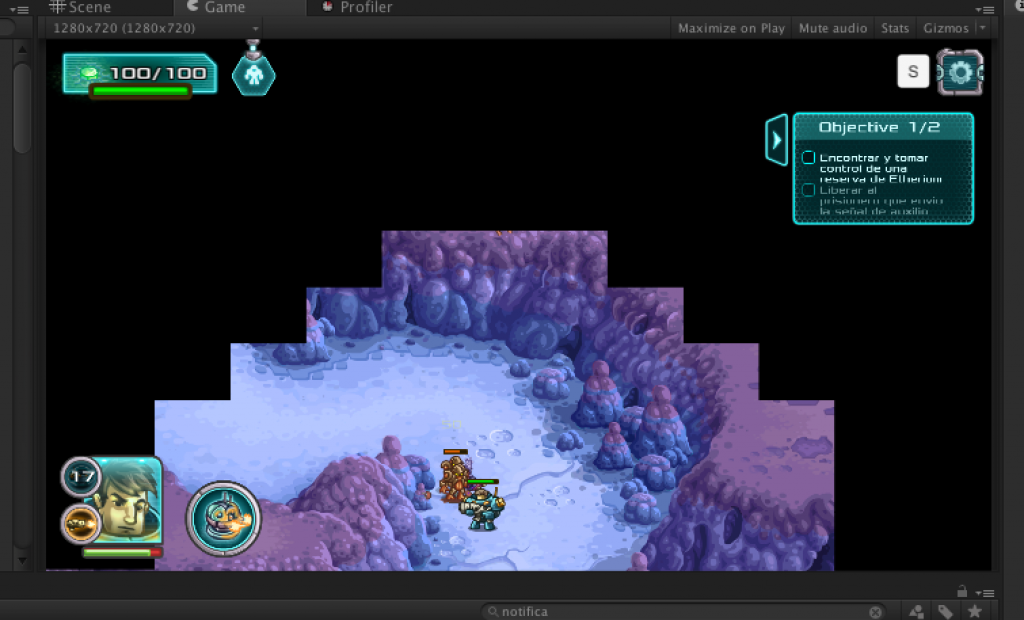 Scene
Game
Profiler
1280x720 (1280x720)
Maximize on Play
Mute audio
Stats
Gizmos
100/100
S
Objective 1/2
Encontrar y tomar
control de una
reserva de Etherium
Liberar al
prisionero que envio
la señal de auxilio
17
notifica